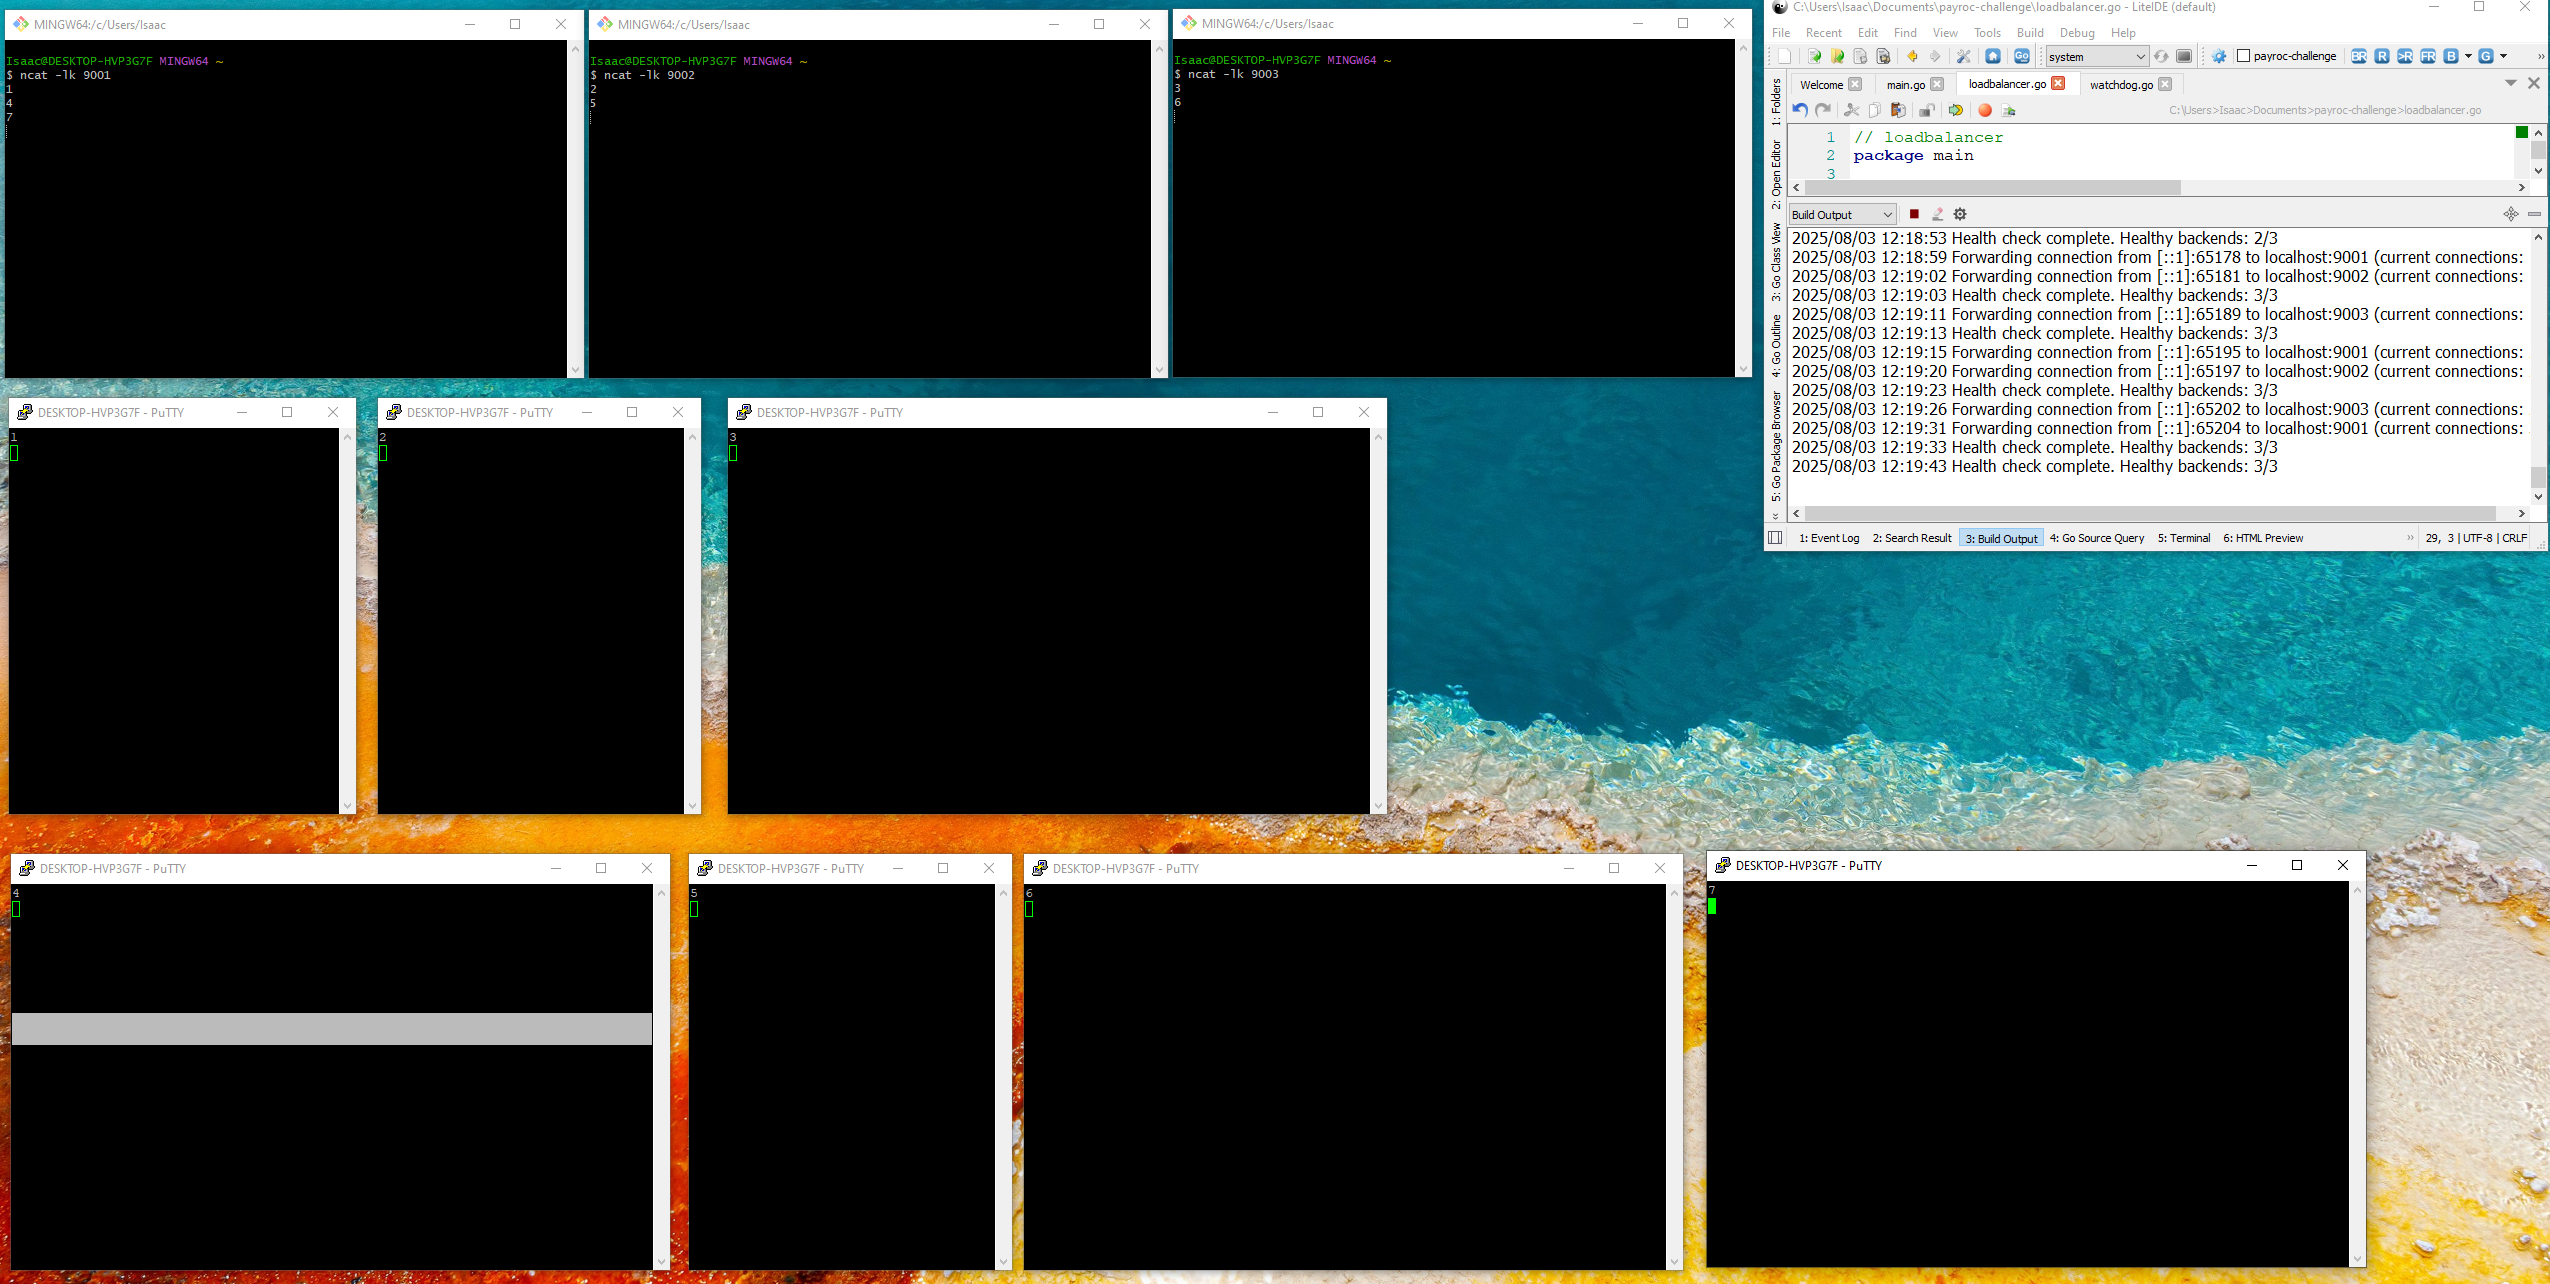 MINGW64:/c/Users/Isaac
Isaac@DESKTOP-HVP3G7F MINGW64 ~
$ ncat -lk 9001
1
4
7
MINGW64:/c/Users/Isaac
Isaac@DESKTOP-HVP3G7F MINGW64 ~
$ ncat -lk 9002
2
5
MINGW64:/c/Users/Isaac
Isaac@DESKTOP-HVP3G7F MINGW64 ~
$ ncat -lk 9003
3
6
C:\Users\Isaac\Documents\payroc-challenge\loadbalancer.go - LiteIDE (default)
File Recent Edit Find View Tools Build Debug Help
Go system payroc-challenge BR R >R FR B G »
Welcome main.go loadbalancer.go watchdog.go
C:\Users>Isaac>Documents>payroc-challenge>loadbalancer.go
1 // loadbalancer
2 package main
3
1: Folders
2: Open Editor
3: Go Class View
4: Go Outline
5: Go Package Browser
Build Output
2025/08/03 12:18:53 Health check complete. Healthy backends: 2/3
2025/08/03 12:18:59 Forwarding connection from [::1]:65178 to localhost:9001 (current connections:
2025/08/03 12:19:02 Forwarding connection from [::1]:65181 to localhost:9002 (current connections:
2025/08/03 12:19:03 Health check complete. Healthy backends: 3/3
2025/08/03 12:19:11 Forwarding connection from [::1]:65189 to localhost:9003 (current connections:
2025/08/03 12:19:13 Health check complete. Healthy backends: 3/3
2025/08/03 12:19:15 Forwarding connection from [::1]:65195 to localhost:9001 (current connections:
2025/08/03 12:19:20 Forwarding connection from [::1]:65197 to localhost:9002 (current connections:
2025/08/03 12:19:23 Health check complete. Healthy backends: 3/3
2025/08/03 12:19:26 Forwarding connection from [::1]:65202 to localhost:9003 (current connections:
2025/08/03 12:19:31 Forwarding connection from [::1]:65204 to localhost:9001 (current connections:
2025/08/03 12:19:33 Health check complete. Healthy backends: 3/3
2025/08/03 12:19:43 Health check complete. Healthy backends: 3/3
1: Event Log 2: Search Result 3: Build Output 4: Go Source Query 5: Terminal 6: HTML Preview » 29, 3 | UTF-8 | CRLF
DESKTOP-HVP3G7F - PuTTY
1
DESKTOP-HVP3G7F - PuTTY
2
DESKTOP-HVP3G7F - PuTTY
3
DESKTOP-HVP3G7F - PuTTY
4
DESKTOP-HVP3G7F - PuTTY
5
DESKTOP-HVP3G7F - PuTTY
6
DESKTOP-HVP3G7F - PuTTY
7